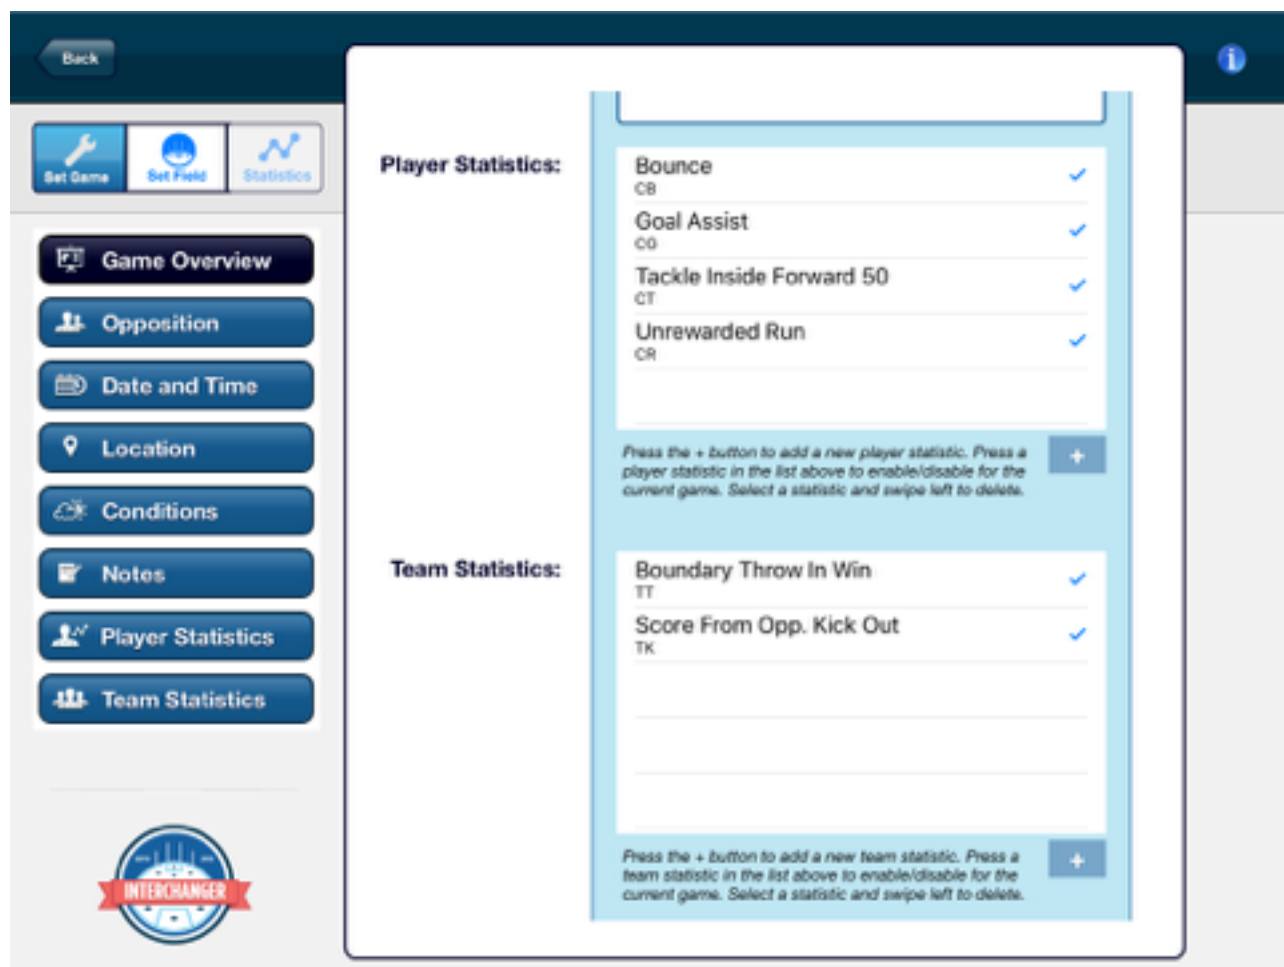 Back
Set Game
Set Field
Statistics
Game Overview
Opposition
Date and Time
Location
Conditions
Notes
Player Statistics
Team Statistics
INTERCHANGER
Player Statistics:
Bounce
CB
Goal Assist
CG
Tackle Inside Forward 50
CT
Unrewarded Run
CR
Press the + button to add a new player statistic. Press a
player statistic in the list above to enable/disable for the
current game. Select a statistic and swipe left to delete.
+
Team Statistics:
Boundary Throw In Win
TT
Score From Opp. Kick Out
TK
Press the + button to add a new team statistic. Press a
team statistic in the list above to enable/disable for the
current game. Select a statistic and swipe left to delete.
+
i